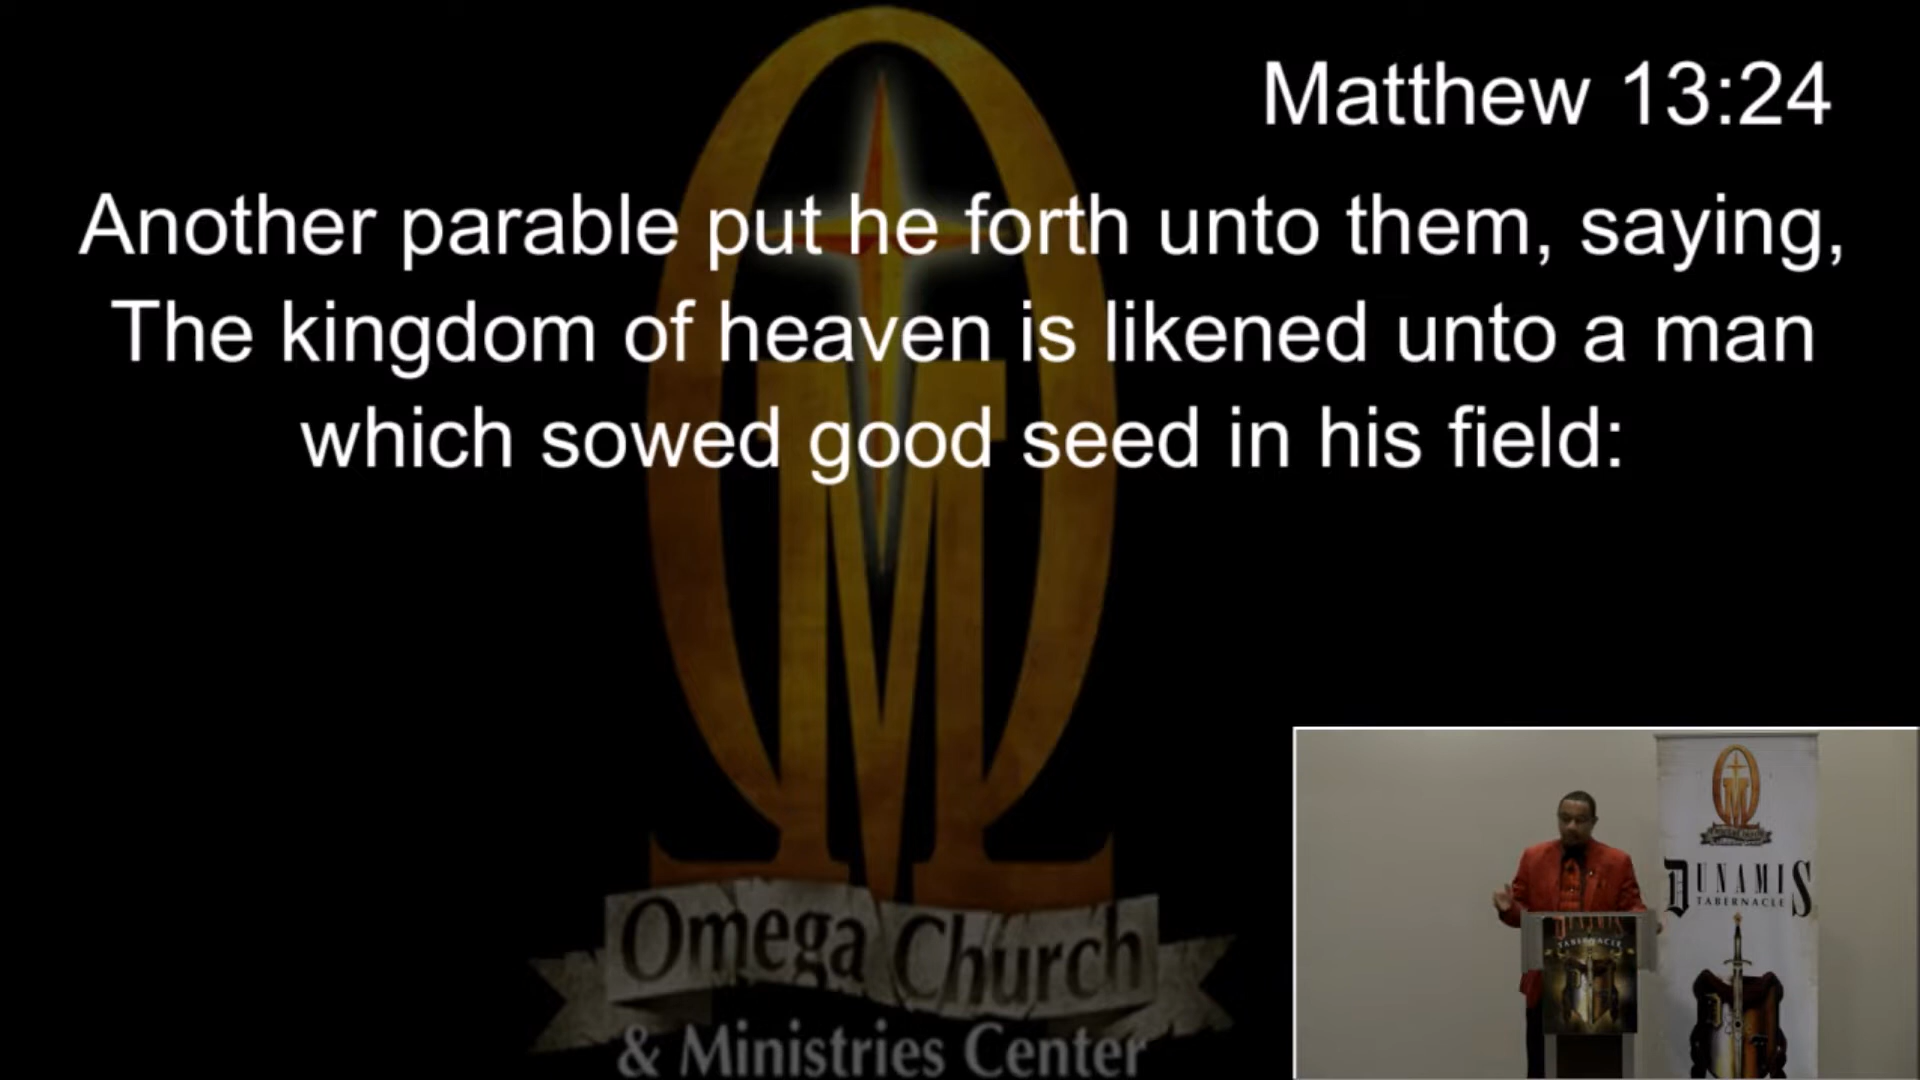 Matthew 13:24
Another parable put he forth unto them, saying,
The kingdom of heaven is likened unto a man
which sowed good seed in his field:
Omega Church
& Ministries Center
DUNAMIS
TABERNACLE
TABERNACLE